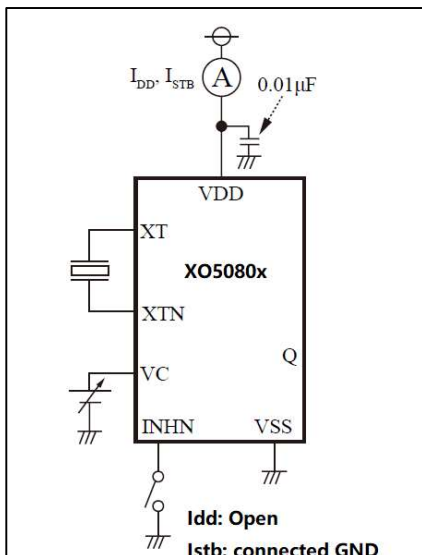 I_DD, I_STB
A
0.01μF
VDD
XT
XO5080x
XTN
Q
VC
INHN
VSS
Idd: Open
Istb: connected GND